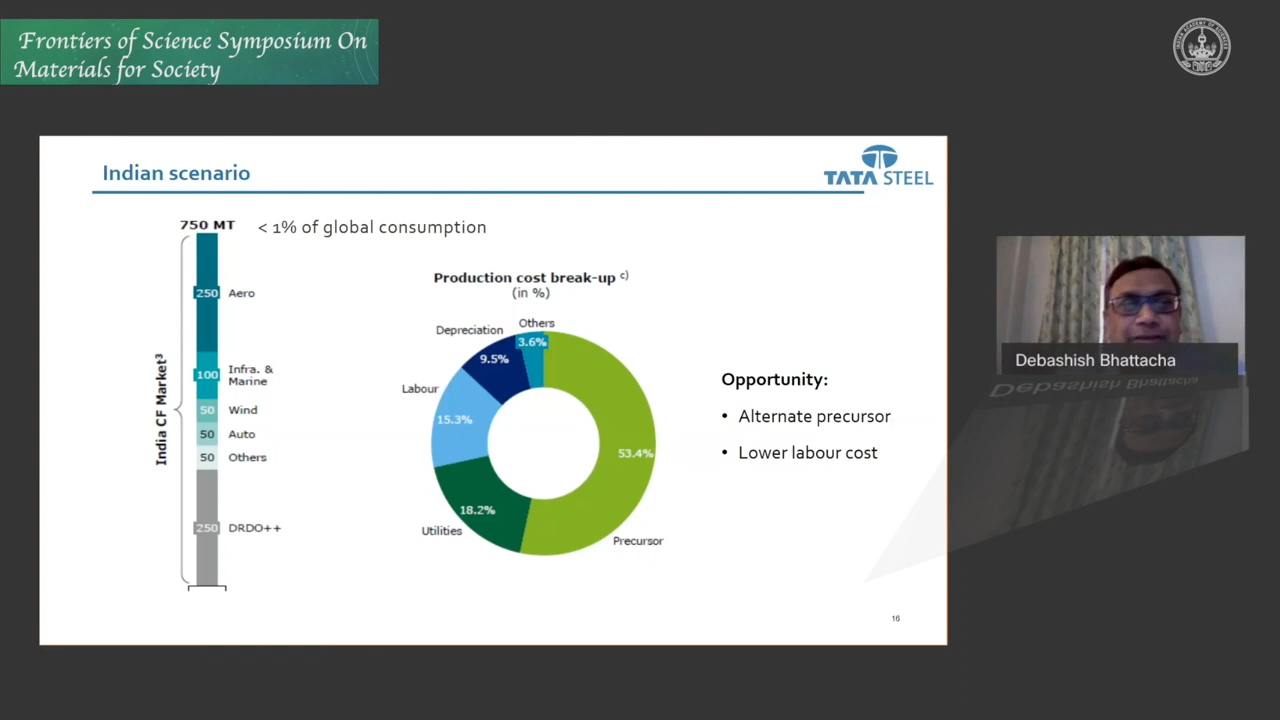 Frontiers of Science Symposium On
Materials for Society
Indian scenario
TATA STEEL
750 MT
< 1% of global consumption
India CF Market³
250 Aero
100 Infra. &
Marine
50 Wind
50 Auto
50 Others
250 DRDO++
Production cost break-up c)
(in %)
Others
3.6%
Depreciation
9.5%
Labour
15.3%
Utilities
18.2%
Precursor
53.4%
Opportunity:
• Alternate precursor
• Lower labour cost
16
Debashish Bhattacha